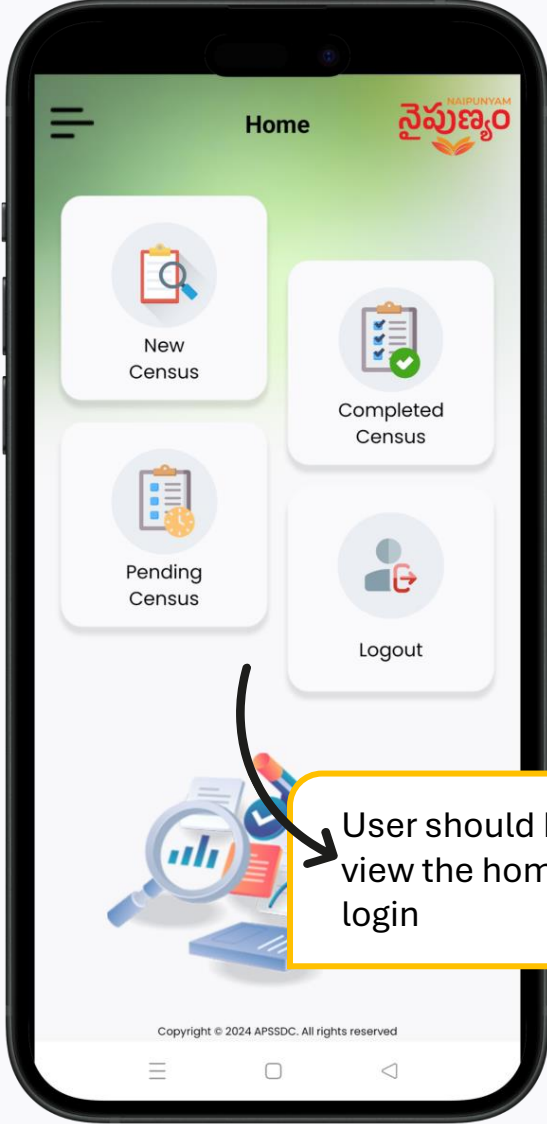 Home
NAIPUNYAM
నైపుణ్యం
New
Census
Completed
Census
Pending
Census
Logout
User should
view the hom
login
Copyright © 2024 APSSDC. All rights reserved